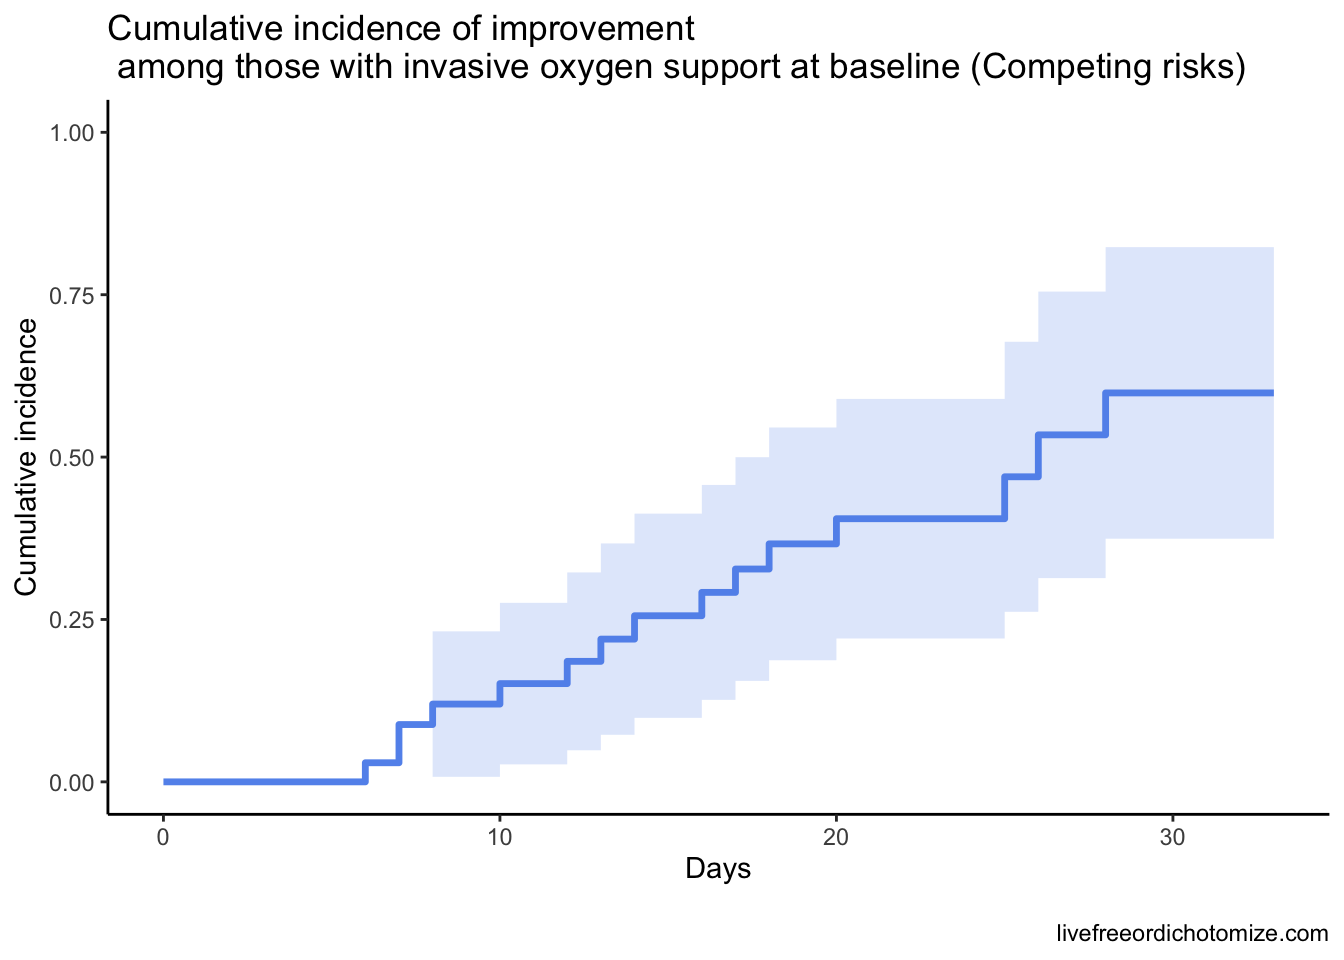 Cumulative incidence of improvement
among those with invasive oxygen support at baseline (Competing risks)
Cumulative incidence
1.00
0.75
0.50
0.25
0.00
0 10 20 30
Days
livefreeordichotomize.com